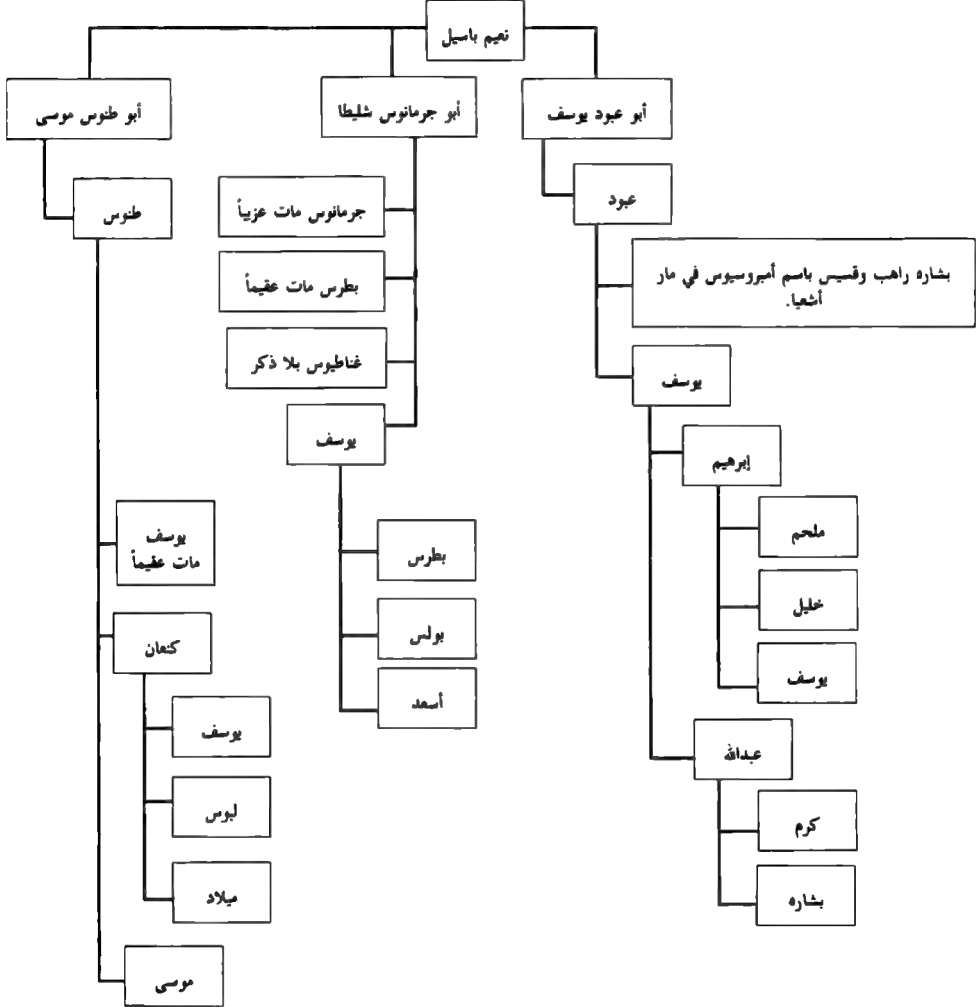 نعيم باسيل
أبو عبود يوسف
عبود
بشاره راهب وقسيس باسم أمبروسيوس في مار
أشعيا.
يوسف
إبرهيم
ملحم
خليل
يوسف
عبدالله
كرم
بشاره
أبو جرمانوس شليطا
جرمانوس مات عزيباً
بطرس مات عقيماً
غناطيوس بلا ذكر
يوسف
بطرس
بولس
أسعد
أبو طنوس موسى
طنوس
يوسف
مات عقيماً
كنعان
يوسف
لبوس
ميلاد
موسى